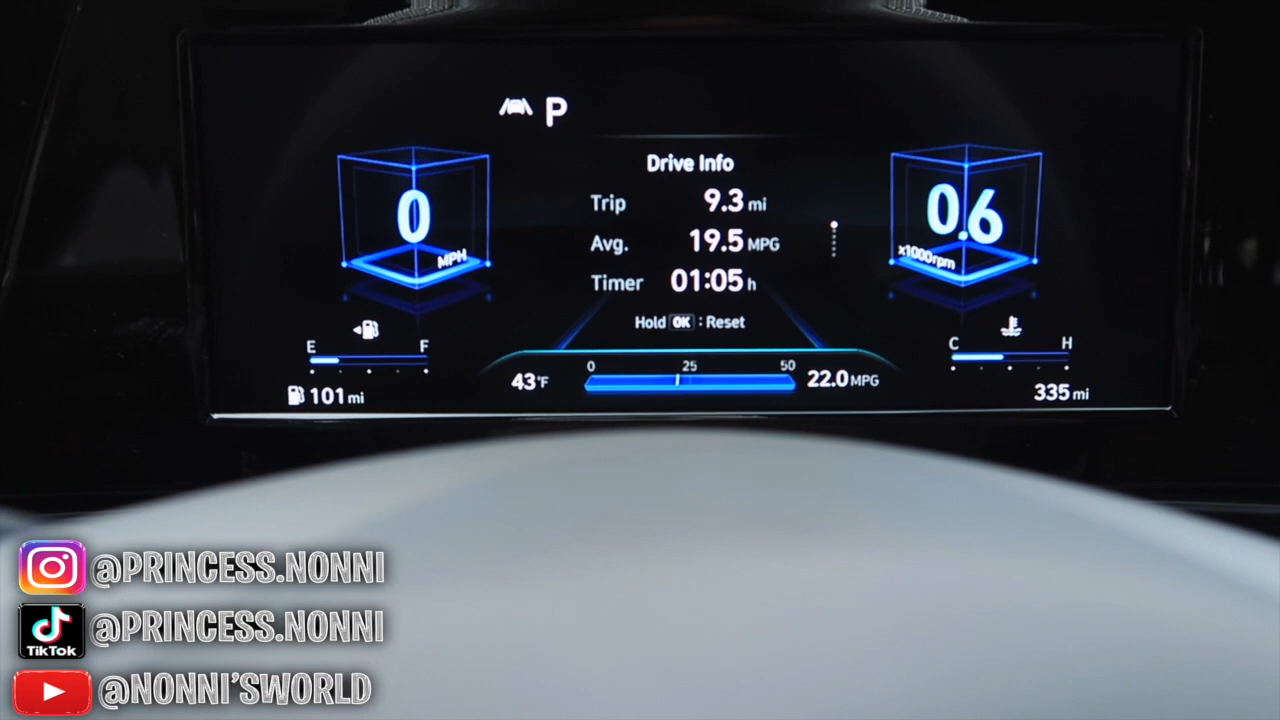 P
Drive Info
0
MPH
Trip 9.3 mi
Avg. 19.5 MPG
Timer 01:05 h
Hold OK : Reset
0.6
x1000rpm
E F
101 mi
43°F
0 25 50
22.0 MPG
C H
335 mi
@PRINCESS.NONNI
TikTok @PRINCESS.NONNI
@NONNI'SWORLD